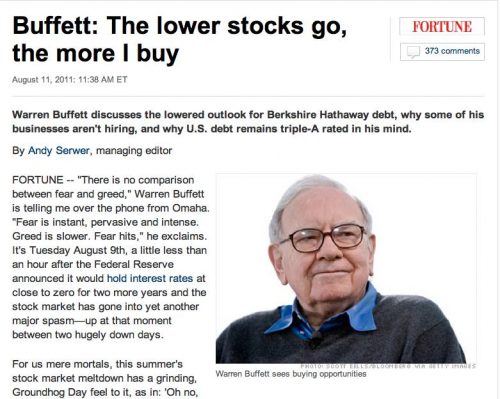 Buffett: The lower stocks go,
the more I buy
FORTUNE
373 comments
August 11, 2011: 11:38 AM ET
Warren Buffett discusses the lowered outlook for Berkshire Hathaway debt, why some of his
businesses aren't hiring, and why U.S. debt remains triple-A rated in his mind.
By Andy Serwer, managing editor
FORTUNE -- "There is no comparison
between fear and greed," Warren Buffett
is telling me over the phone from Omaha.
"Fear is instant, pervasive and intense.
Greed is slower. Fear hits," he exclaims.
It's Tuesday August 9th, a little less than
an hour after the Federal Reserve
announced it would hold interest rates at
close to zero for two more years and the
stock market has gone into yet another
major spasm—up at that moment
between two hugely down days.
For us mere mortals, this summer's
stock market meltdown has a grinding,
Groundhog Day feel to it, as in: 'Oh no,
PHOTO: SCOTT EELLS/BLOOMBERG VIA GETTY IMAGES
Warren Buffett sees buying opportunities